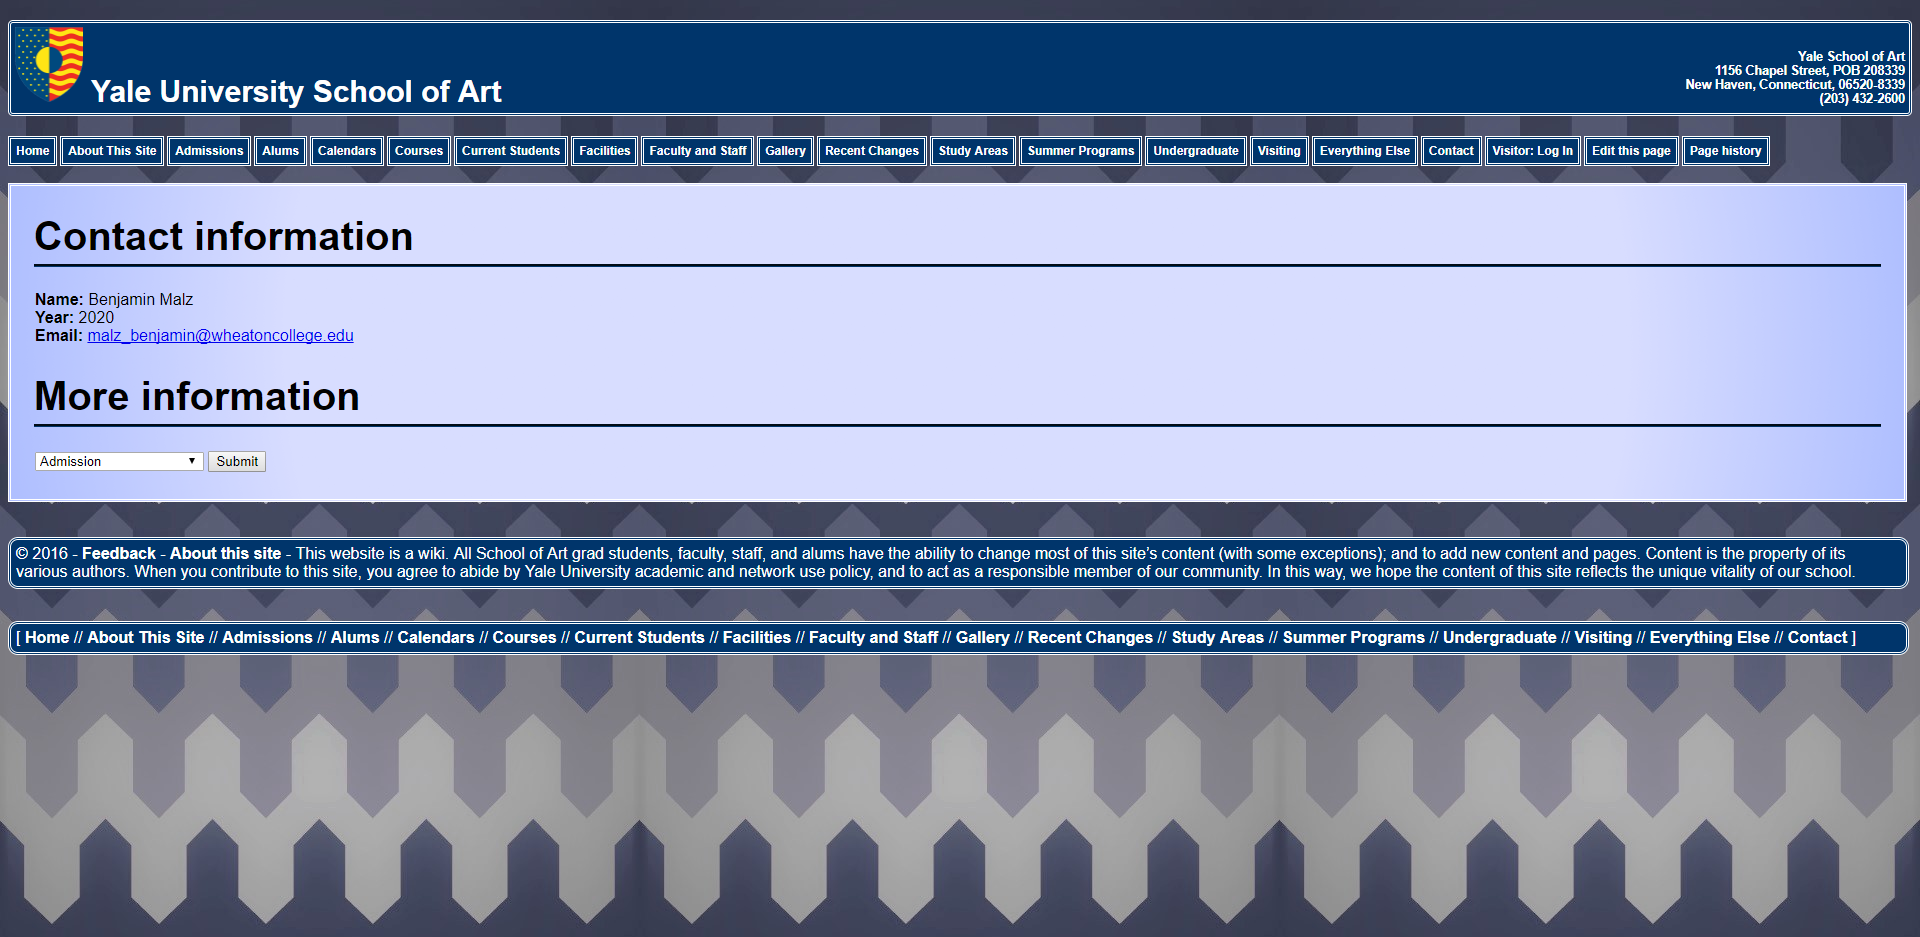 Yale University School of Art
Yale School of Art
1156 Chapel Street, POB 208339
New Haven, Connecticut, 06520-8339
(203) 432-2600
Home About This Site Admissions Alums Calendars Courses Current Students Facilities Faculty and Staff Gallery Recent Changes Study Areas Summer Programs Undergraduate Visiting Everything Else Contact Visitor: Log In Edit this page Page history
Contact information
Name: Benjamin Malz
Year: 2020
Email: malz_benjamin@wheatoncollege.edu
More information
Admission Submit
© 2016 - Feedback - About this site - This website is a wiki. All School of Art grad students, faculty, staff, and alums have the ability to change most of this site's content (with some exceptions); and to add new content and pages. Content is the property of its
various authors. When you contribute to this site, you agree to abide by Yale University academic and network use policy, and to act as a responsible member of our community. In this way, we hope the content of this site reflects the unique vitality of our school.
[ Home // About This Site // Admissions // Alums // Calendars // Courses // Current Students // Facilities // Faculty and Staff // Gallery // Recent Changes // Study Areas // Summer Programs // Undergraduate // Visiting // Everything Else // Contact ]